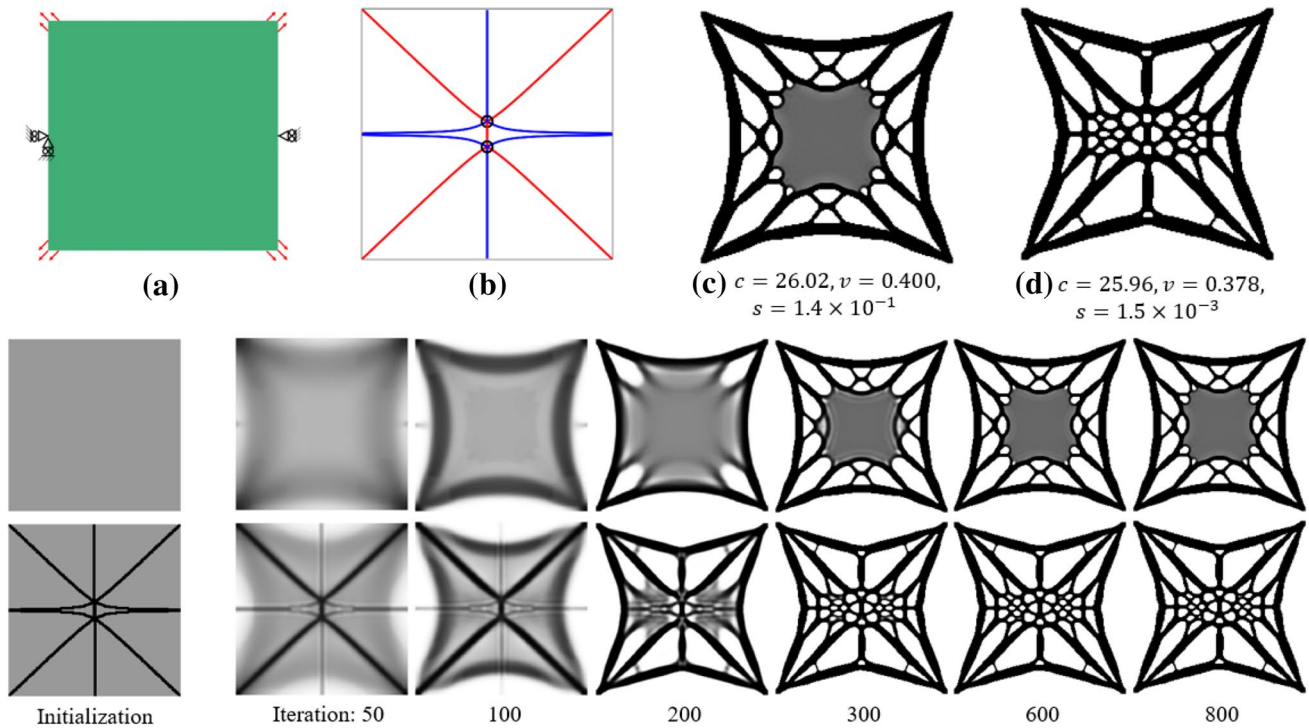 (a)
(b)
(c) c = 26.02, v = 0.400,
s = 1.4 × 10⁻¹
(d) c = 25.96, v = 0.378,
s = 1.5 × 10⁻³
Initialization Iteration: 50 100 200 300 600 800